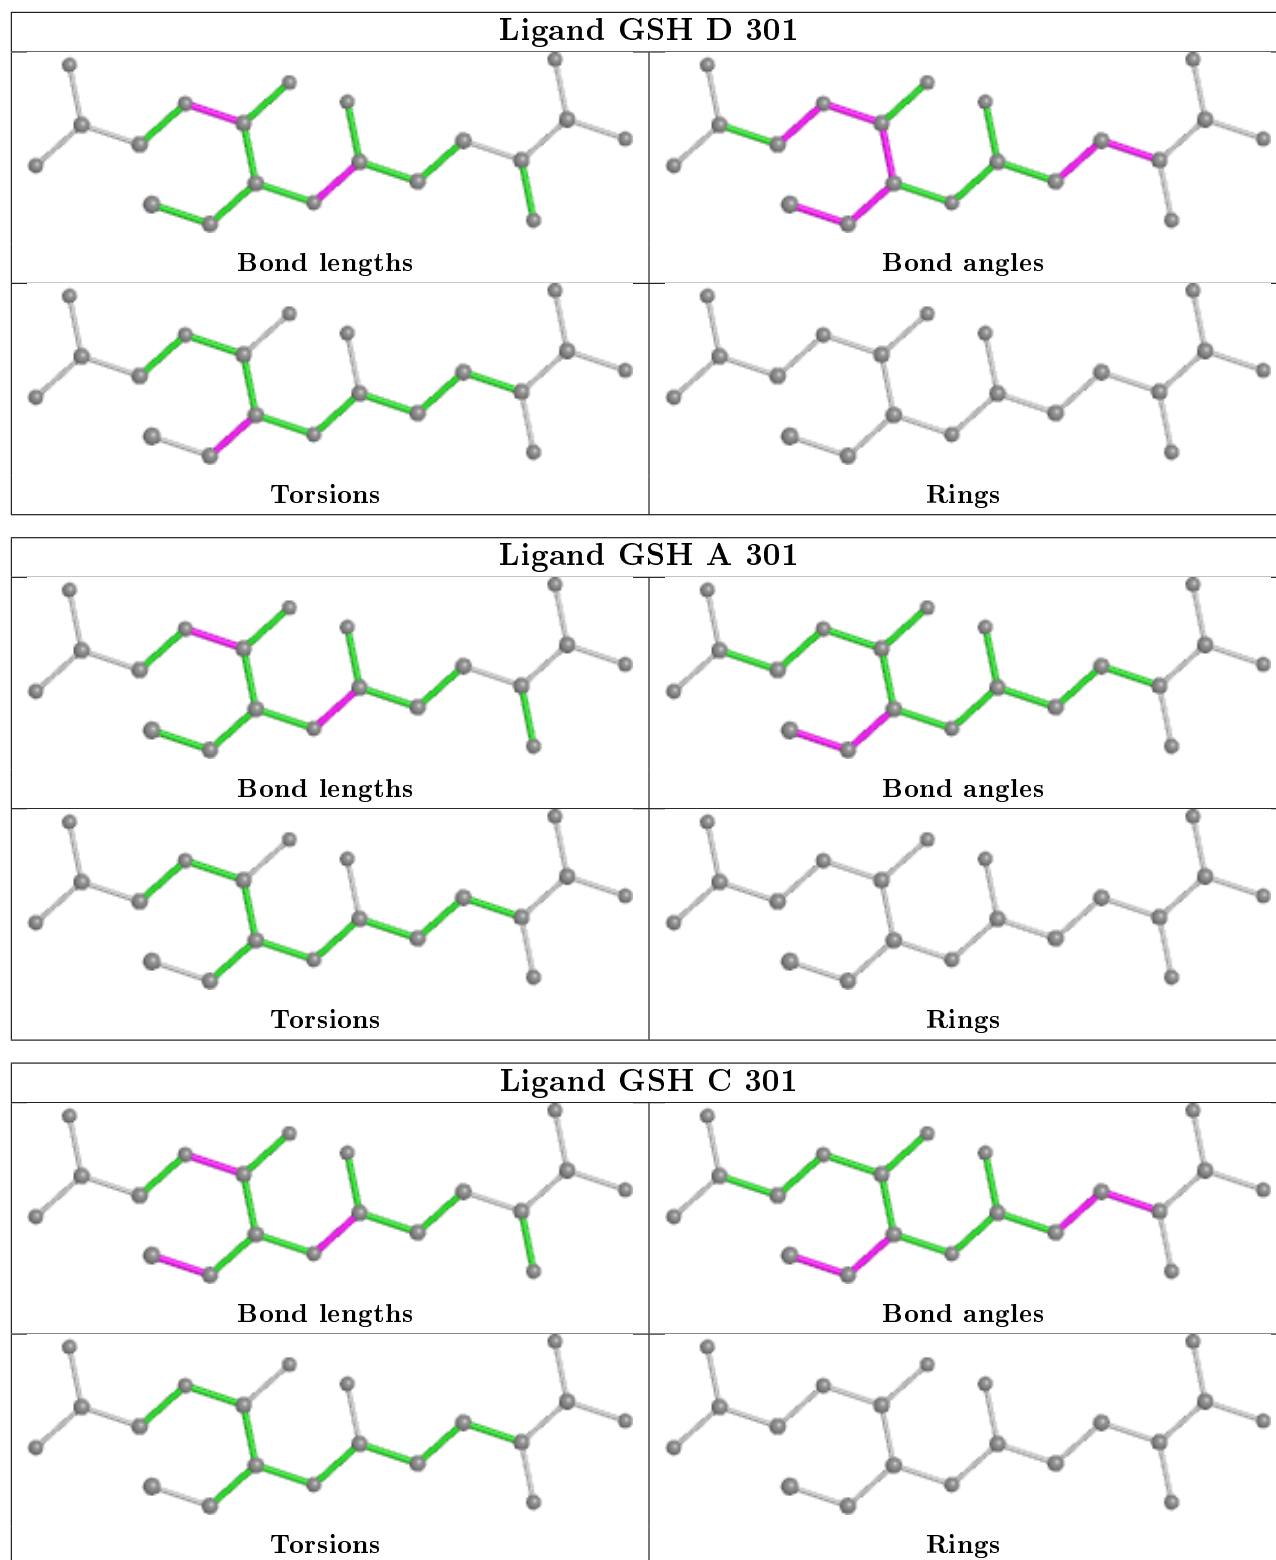 Ligand GSH D 301
Bond lengths
Bond angles
Torsions
Rings
Ligand GSH A 301
Bond lengths
Bond angles
Torsions
Rings
Ligand GSH C 301
Bond lengths
Bond angles
Torsions
Rings